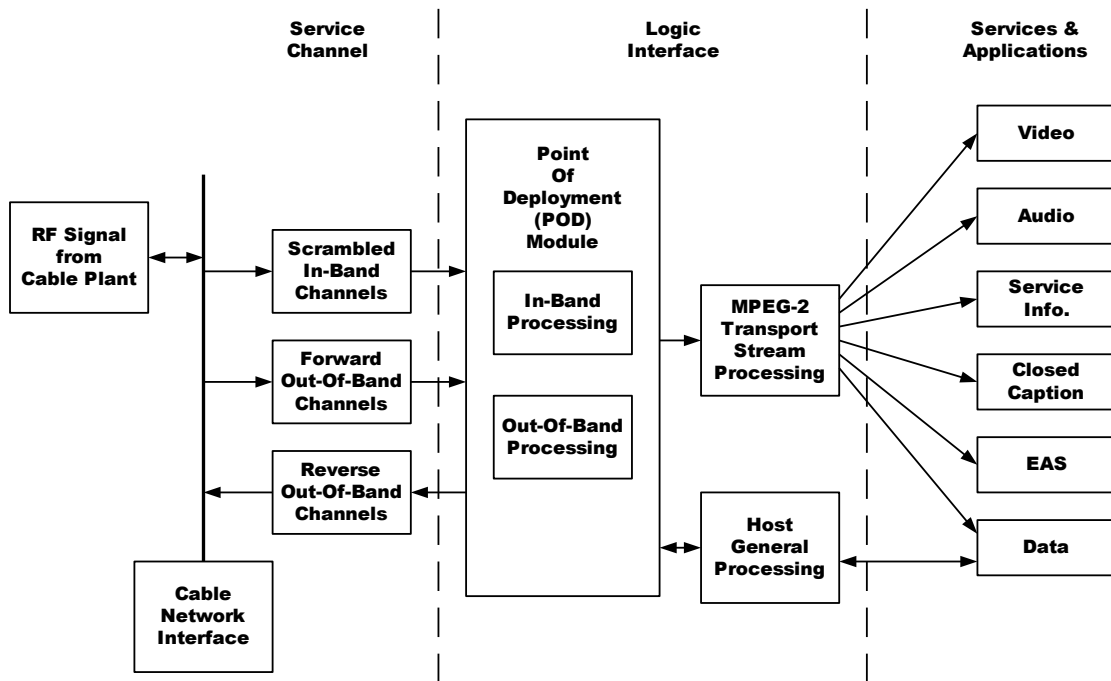 Service
Channel
Logic
Interface
Services &
Applications
RF Signal
from
Cable Plant
Scrambled
In-Band
Channels
Forward
Out-Of-Band
Channels
Reverse
Out-Of-Band
Channels
Cable
Network
Interface
Point
Of
Deployment
(POD)
Module
In-Band
Processing
Out-Of-Band
Processing
MPEG-2
Transport
Stream
Processing
Host
General
Processing
Video
Audio
Service
Info.
Closed
Caption
EAS
Data